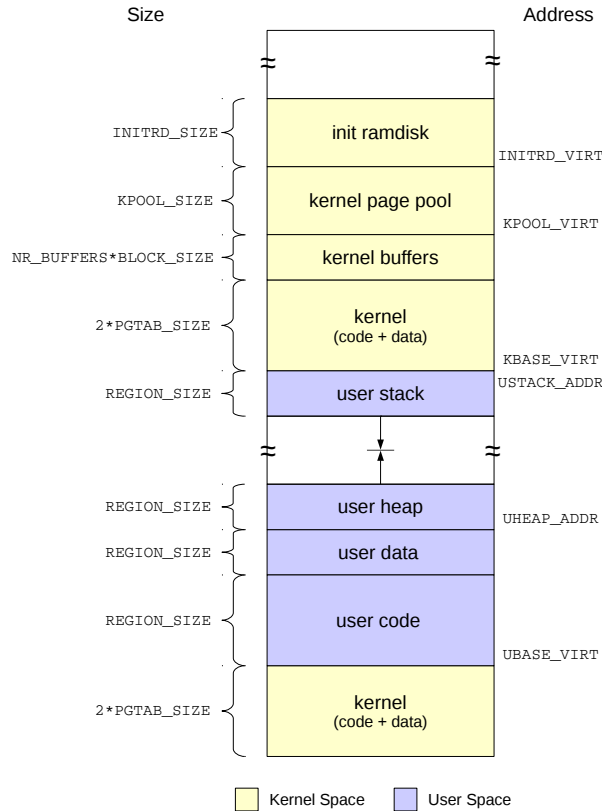 Size
Address
INITRD_SIZE
init ramdisk
INITRD_VIRT
KPOOL_SIZE
kernel page pool
KPOOL_VIRT
NR_BUFFERS*BLOCK_SIZE
kernel buffers
2*PGTAB_SIZE
kernel
(code + data)
KBASE_VIRT
USTACK_ADDR
REGION_SIZE
user stack
REGION_SIZE
user heap
UHEAP_ADDR
REGION_SIZE
user data
REGION_SIZE
user code
UBASE_VIRT
2*PGTAB_SIZE
kernel
(code + data)
Kernel Space
User Space